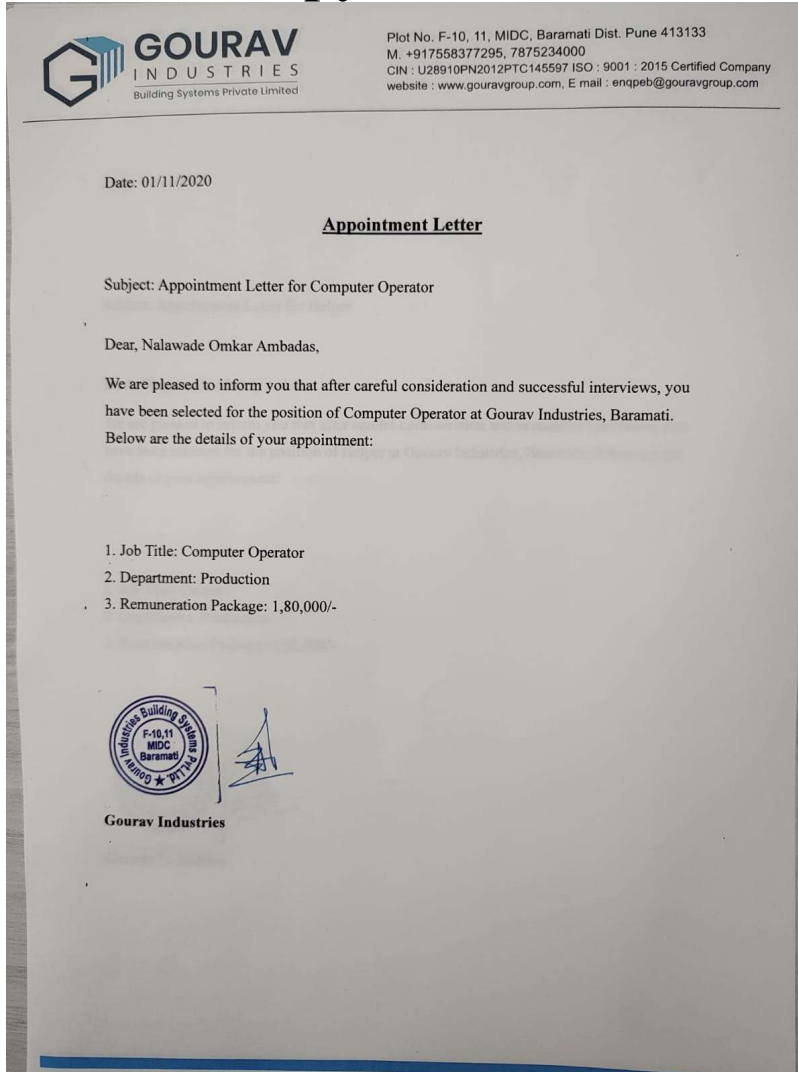 GOURAV
INDUSTRIES
Building Systems Private Limited
Plot No. F-10, 11, MIDC, Baramati Dist. Pune 413133
M. +917558377295, 7875234000
CIN : U28910PN2012PTC145597 ISO : 9001 : 2015 Certified Company
website : www.gouravgroup.com, E mail : enqpeb@gouravgroup.com
Date: 01/11/2020
Appointment Letter
Subject: Appointment Letter for Computer Operator
Dear, Nalawade Omkar Ambadas,
We are pleased to inform you that after careful consideration and successful interviews, you
have been selected for the position of Computer Operator at Gourav Industries, Baramati.
Below are the details of your appointment:
1. Job Title: Computer Operator
2. Department: Production
3. Remuneration Package: 1,80,000/-
Gourav Industries Building Systems Pvt. Ltd.
F-10,11
MIDC
Baramati
Gourav Industries